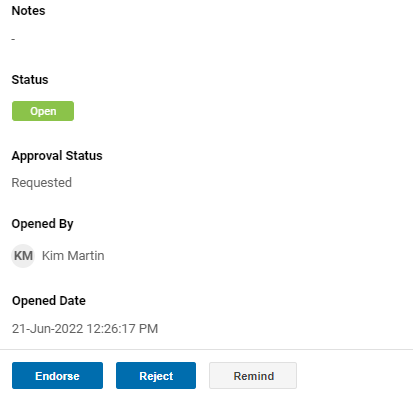 Notes
-
Status
Open
Approval Status
Requested
Opened By
KM Kim Martin
Opened Date
21-Jun-2022 12:26:17 PM
Endorse Reject Remind